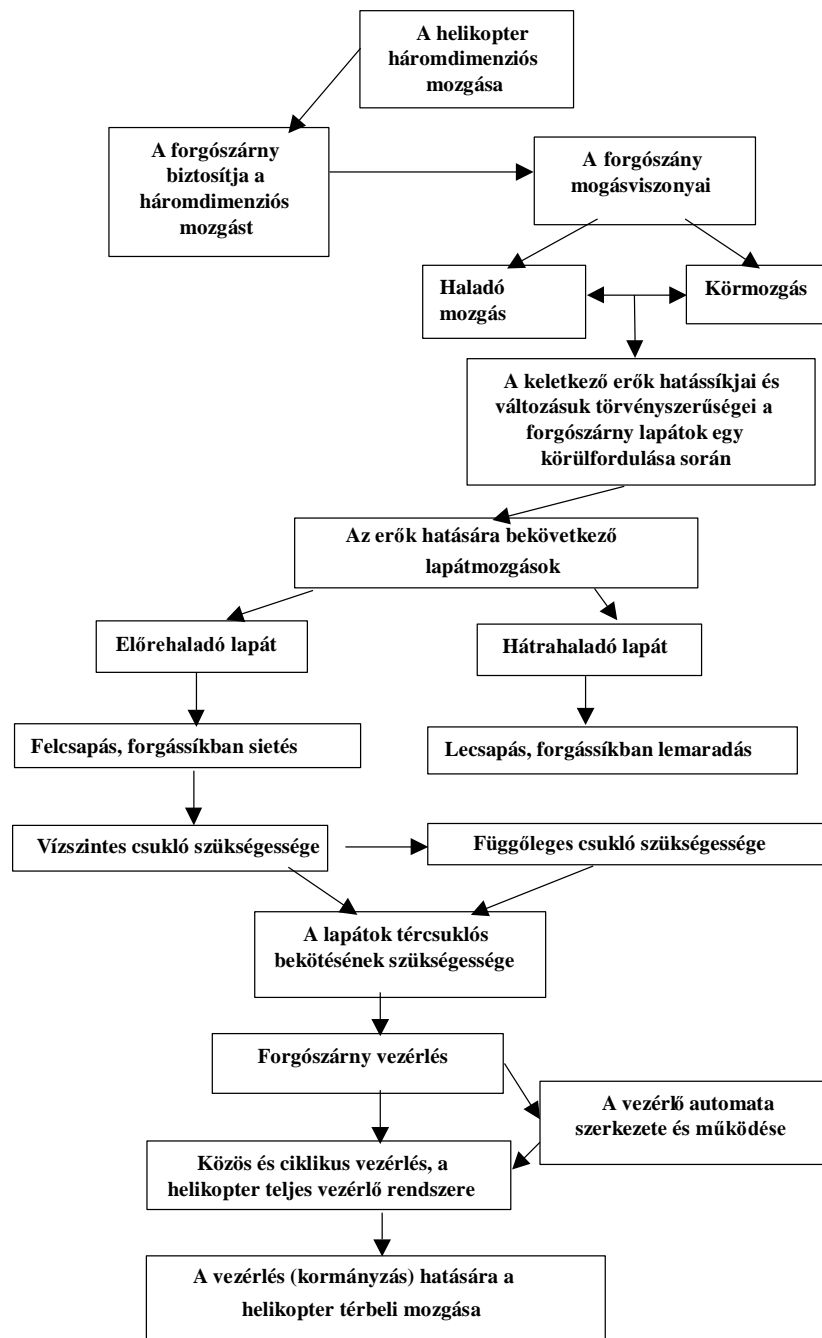 A helikopter
háromdimenziós
mozgása
A forgószárny
biztosítja a
háromdimenziós
mozgást
A forgószány
mogásviszonyai
Haladó
mozgás
Körmozgás
A keletkező erők hatássíkjai és
változásuk törvényszerűségei a
forgószárny lapátok egy
körülfordulása során
Az erők hatására bekövetkező
lapátmozgások
Előrehaladó lapát
Hátrahaladó lapát
Felcsapás, forgássíkban sietés
Lecsapás, forgássíkban lemaradás
Vízszintes csukló szükségessége
Függőleges csukló szükségessége
A lapátok tércsuklós
bekötésének szükségessége
Forgószárny vezérlés
A vezérlő automata
szerkezete és működése
Közös és ciklikus vezérlés, a
helikopter teljes vezérlő rendszere
A vezérlés (kormányzás) hatására a
helikopter térbeli mozgása